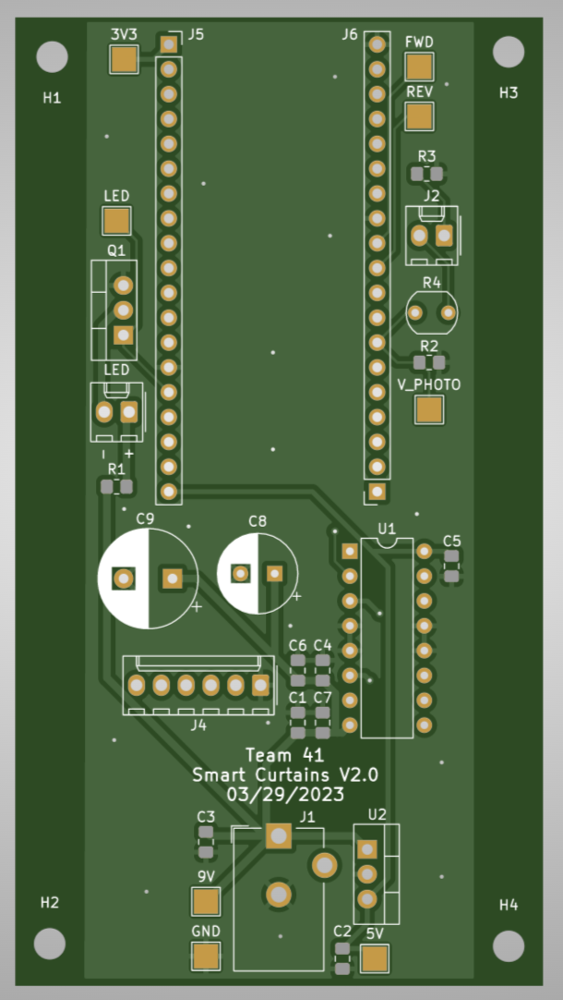 3V3
J5
J6
FWD
H1
H3
REV
R3
J2
LED
Q1
R4
R2
LED
V_PHOTO
- +
R1
C9
C8
U1
C5
+
+
C6 C4
J4
C1 C7
Team 41
Smart Curtains V2.0
03/29/2023
C3
J1
U2
9V
H2
H4
GND
C2
5V